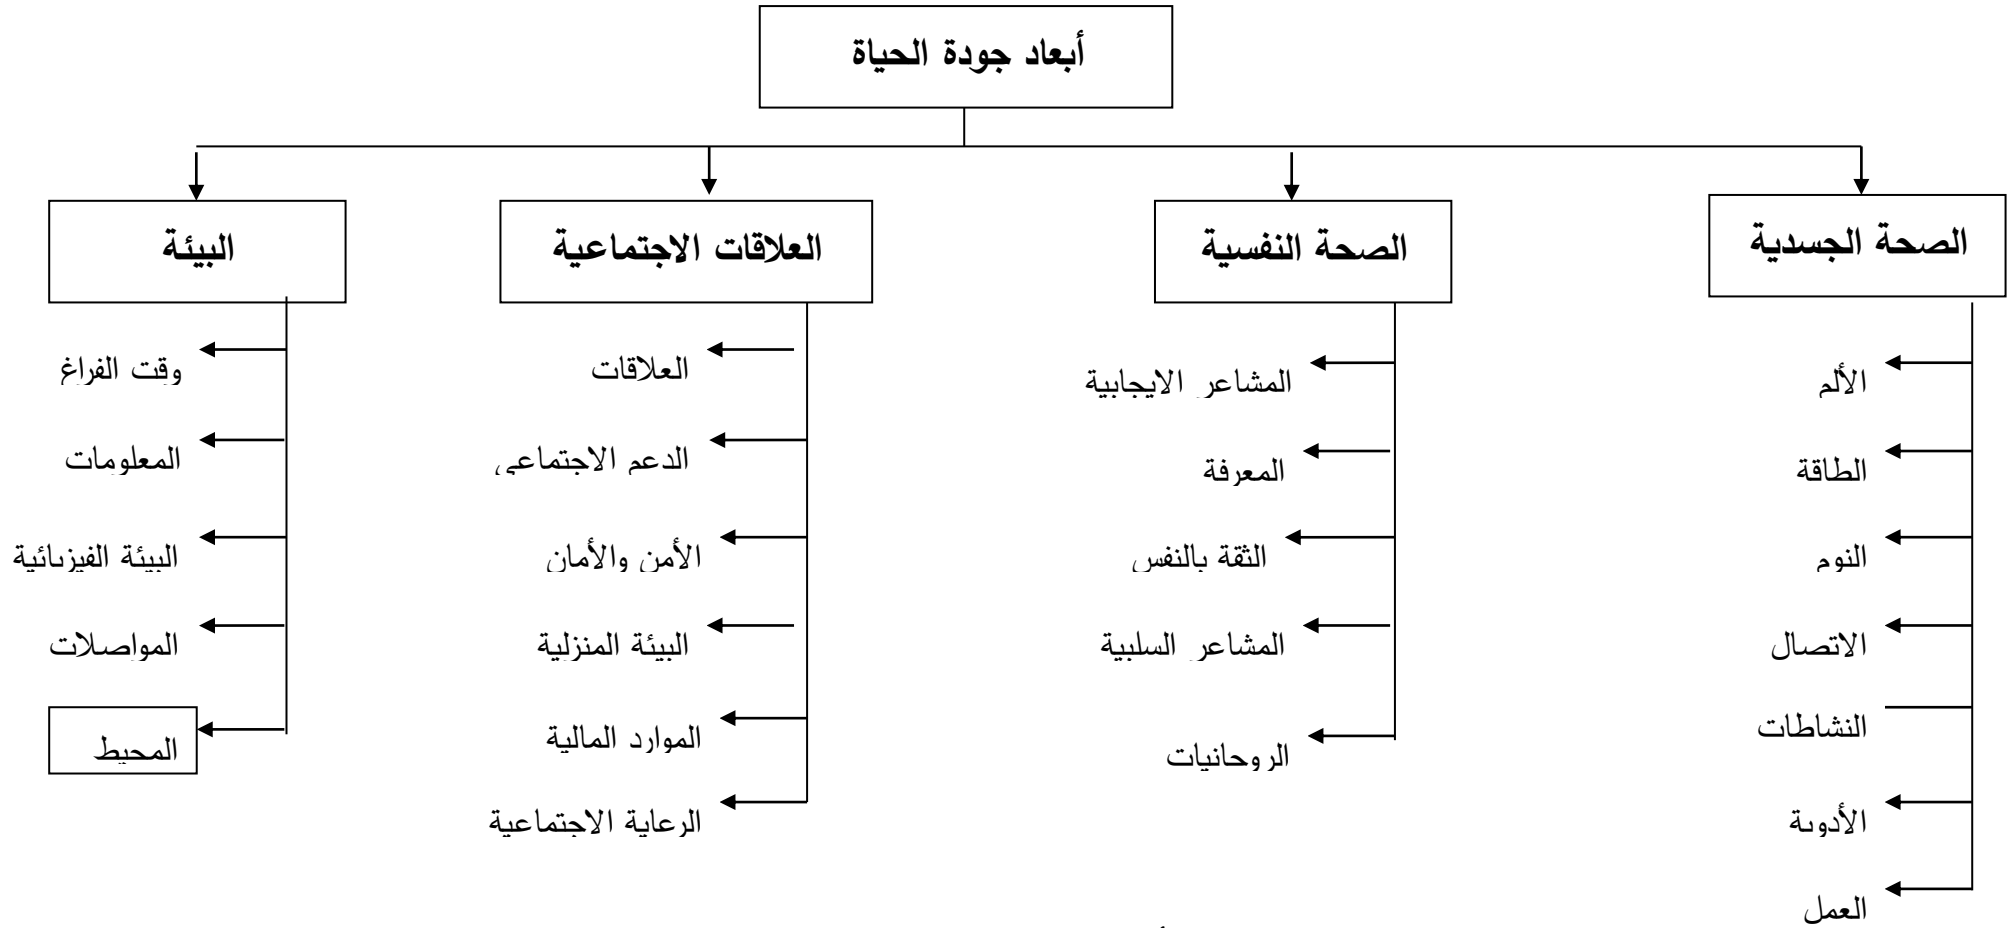 أبعاد جودة الحياة
الصحة الجسدية
الألم
الطاقة
النوم
الاتصال
النشاطات
الأدوية
العمل
الصحة النفسية
المشاعر الايجابية
المعرفة
الثقة بالنفس
المشاعر السلبية
الروحانيات
العلاقات الاجتماعية
العلاقات
الدعم الاجتماعي
الأمن والأمان
البيئة المنزلية
الموارد المالية
الرعاية الاجتماعية
البيئة
وقت الفراغ
المعلومات
البيئة الفيزيائية
المواصلات
المحيط